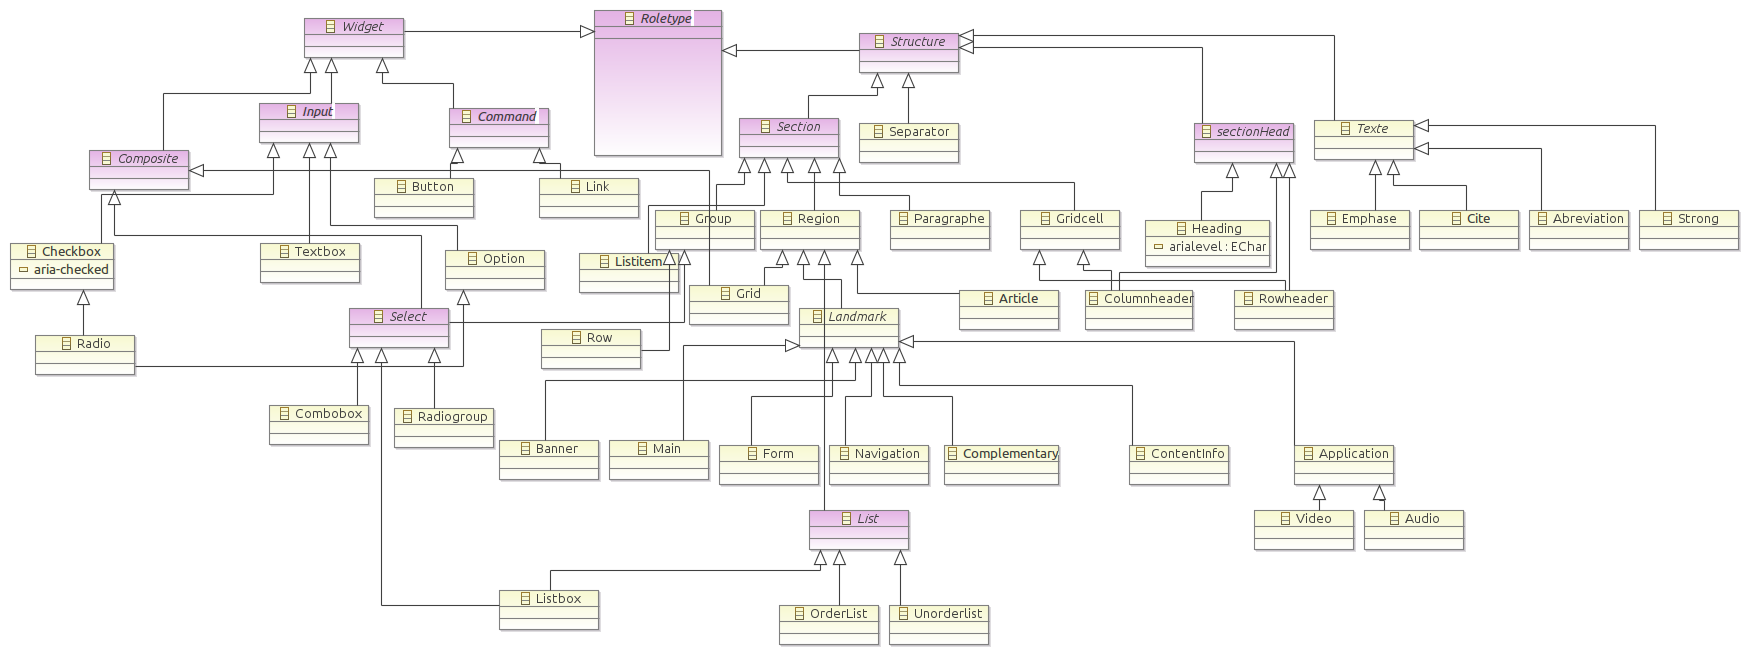 Roletype
Widget
Structure
Input
Command
Section
Separator
sectionHead
Texte
Composite
Button
Link
Group
Region
Paragraphe
Gridcell
Heading
arialevel : EChar
Emphase
Cite
Abreviation
Strong
Checkbox
aria-checked
Textbox
Option
Listitem
Grid
Article
Columnheader
Rowheader
Select
Landmark
Radio
Row
Combobox
Radiogroup
Banner
Main
Form
Navigation
Complementary
ContentInfo
Application
List
Video
Audio
Listbox
OrderList
Unorderlist